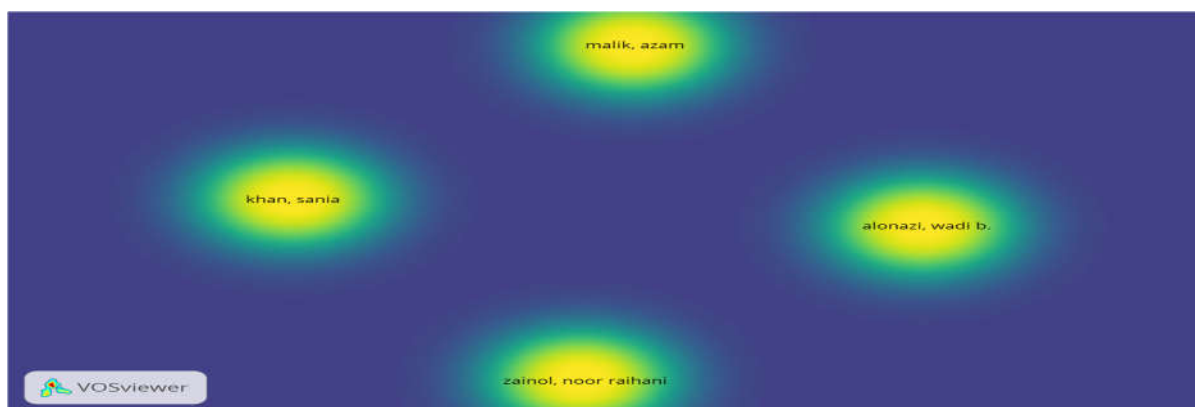 malik, azam
khan, sania
alonazi, wadi b.
zainol, noor raihani
VOSviewer